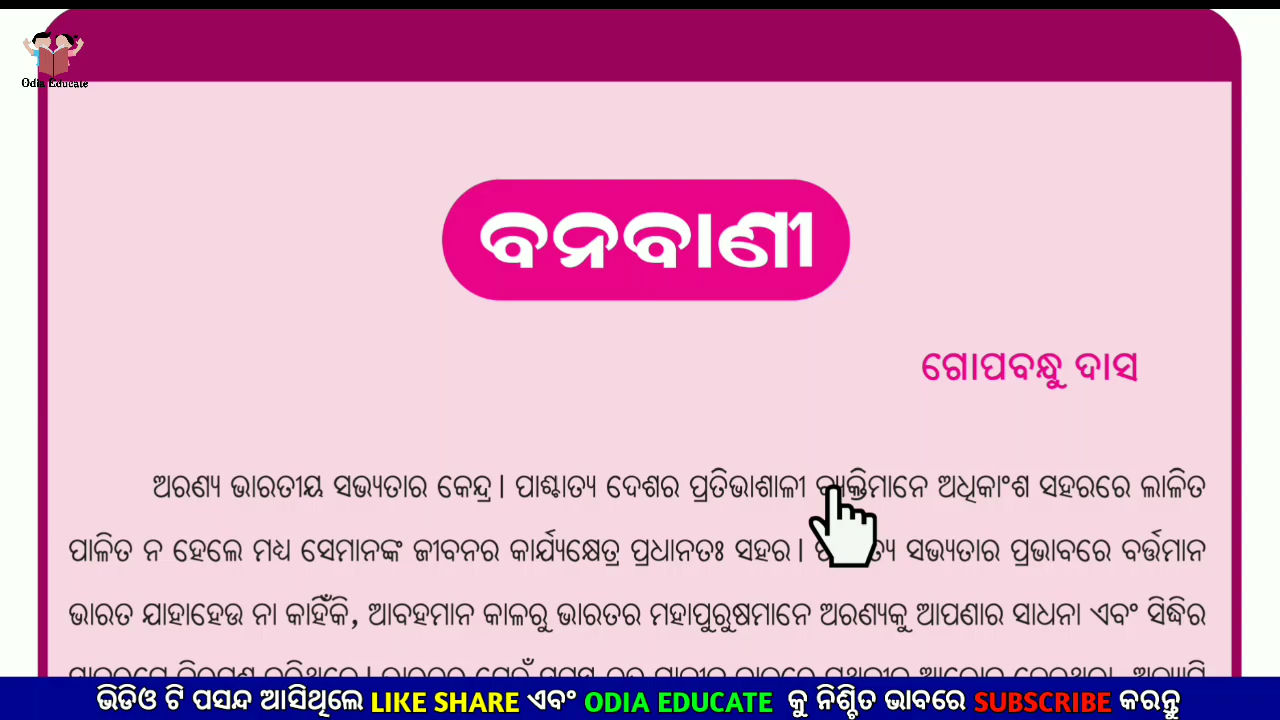 Odia Educate
ବନବାଣୀ
ଗୋପବନ୍ଧୁ ଦାସ
ଅରଣ୍ୟ ଭାରତୀୟ ସଭ୍ୟତାର କେନ୍ଦ୍ର। ପାଶ୍ଚାତ୍ୟ ଦେଶର ପ୍ରତିଭାଶାଳୀ ବ୍ୟକ୍ତିମାନେ ଅଧିକାଂଶ ସହରରେ ଲାଳିତ
ପାଳିତ ନ ହେଲେ ମଧ୍ୟ ସେମାନଙ୍କ ଜୀବନର କାର୍ଯ୍ୟକ୍ଷେତ୍ର ପ୍ରଧାନତଃ ସହର। ସଭ୍ୟତାର ପ୍ରଭାବରେ ବର୍ତ୍ତମାନ
ଭାରତ ଯାହାହେଉ ନା କାହିଁକି, ଆବହମାନ କାଳରୁ ଭାରତର ମହାପୁରୁଷମାନେ ଅରଣ୍ୟକୁ ଆପଣାର ସାଧନା ଏବଂ ସିଦ୍ଧିର
ଭିଡିଓ ଟି ପସନ୍ଦ ଆସିଥିଲେ LIKE SHARE ଏବଂ ODIA EDUCATE କୁ ନିଶ୍ଚିତ ଭାବରେ SUBSCRIBE କରନ୍ତୁ